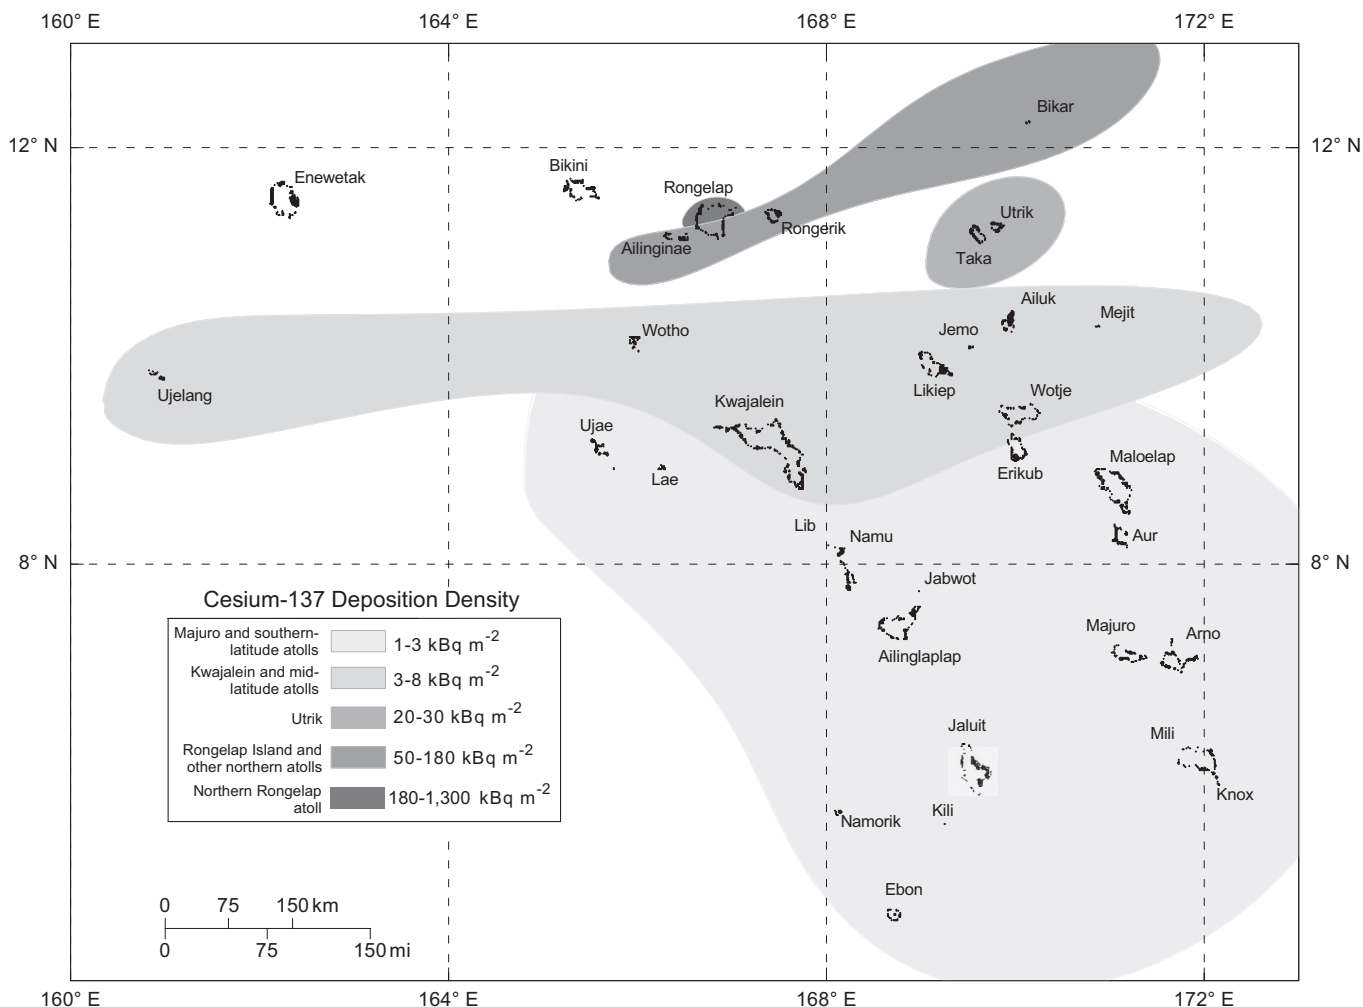 160° E 164° E 168° E 172° E
Bikar
12° N 12° N
Bikini
Enewetak
Rongelap
Utrik
Rongerik
Ailinginae
Taka
Ailuk
Mejit
Wotho
Jemo
Ujelang
Likiep
Wotje
Kwajalein
Ujae
Maloelap
Lae
Erikub
Lib
Namu
Aur
8° N 8° N
Jabwot
Cesium-137 Deposition Density
Majuro and southern-
latitude atolls
1-3 kBq m-2
Kwajalein and mid-
latitude atolls
3-8 kBq m-2
Utrik
20-30 kBq m-2
Rongelap Island and
other northern atolls
50-180 kBq m-2
Northern Rongelap
atoll
180-1,300 kBq m-2
Majuro
Arno
Ailinglaplap
Jaluit
Mili
Knox
Namorik
Kili
Ebon
0 75 150 km
0 75 150 mi
160° E 164° E 168° E 172° E